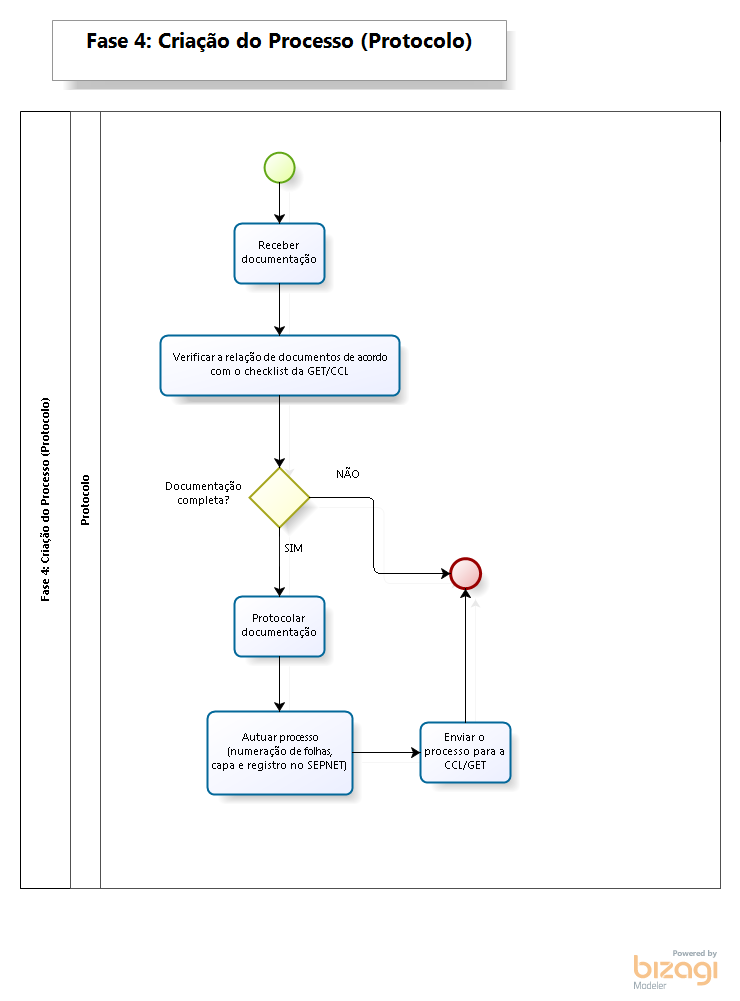 Fase 4: Criação do Processo (Protocolo)
Fase 4: Criação do Processo (Protocolo)
Protocolo
Receber
documentação
Verificar a relação de documentos de acordo
com o checklist da GET/CCL
Documentação
completa?
NÃO
SIM
Protocolar
documentação
Autuar processo
(numeração de folhas,
capa e registro no SEPNET)
Enviar o
processo para a
CCL/GET
Powered by
bizagi
Modeler